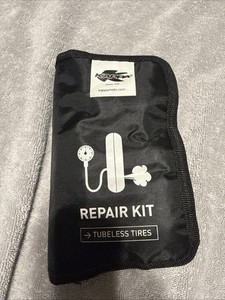 REPAIR KIT
→ TUBELESS TIRES